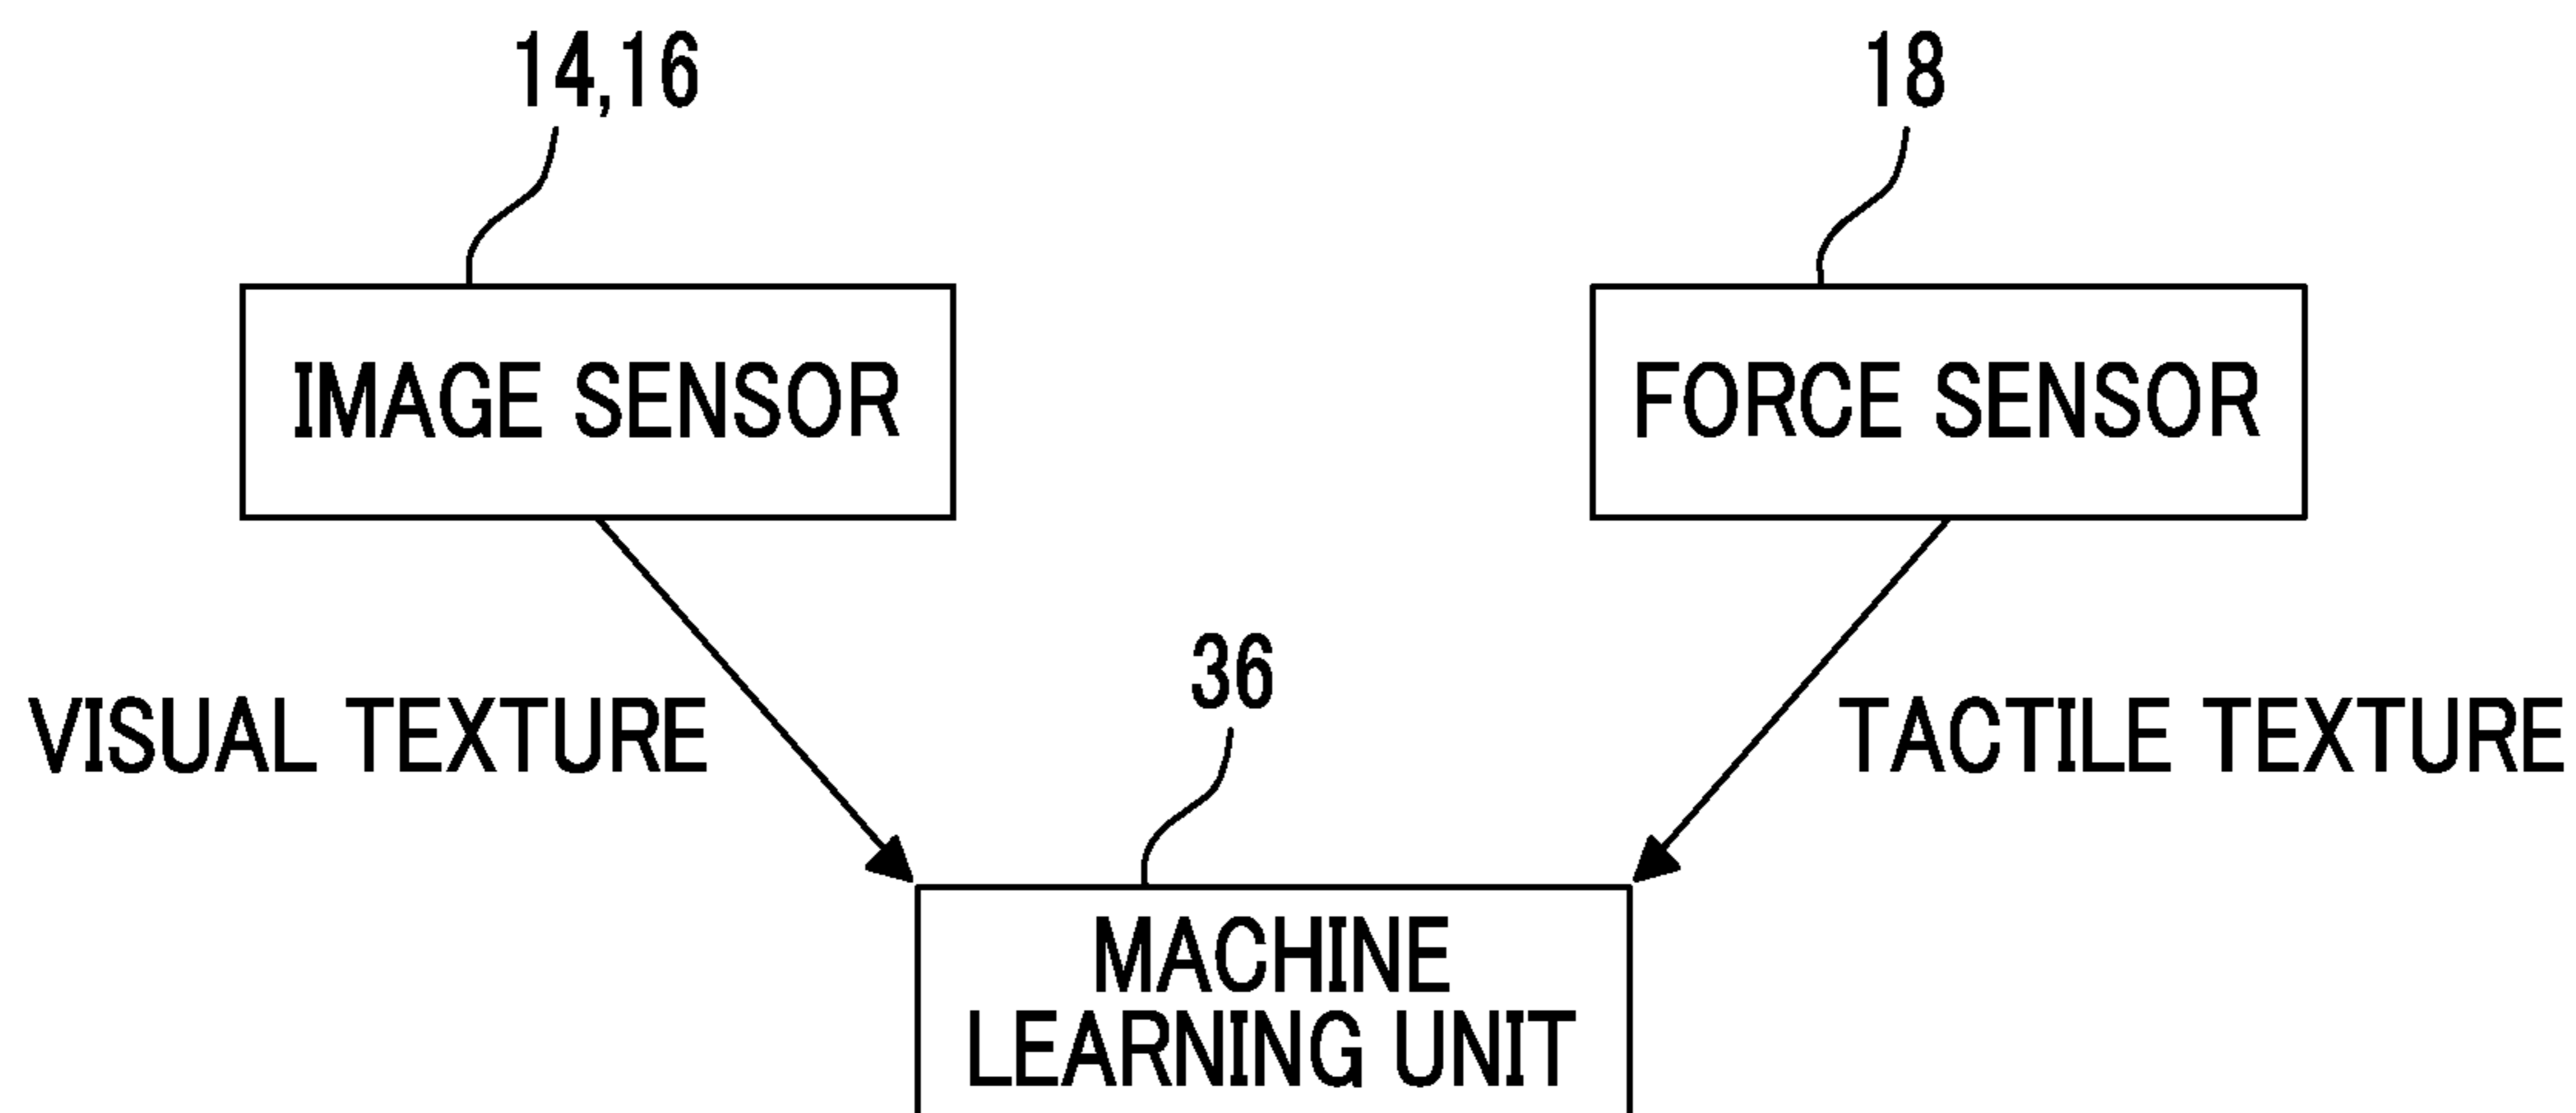 14,16
18
IMAGE SENSOR
FORCE SENSOR
36
VISUAL TEXTURE
TACTILE TEXTURE
MACHINE
LEARNING UNIT